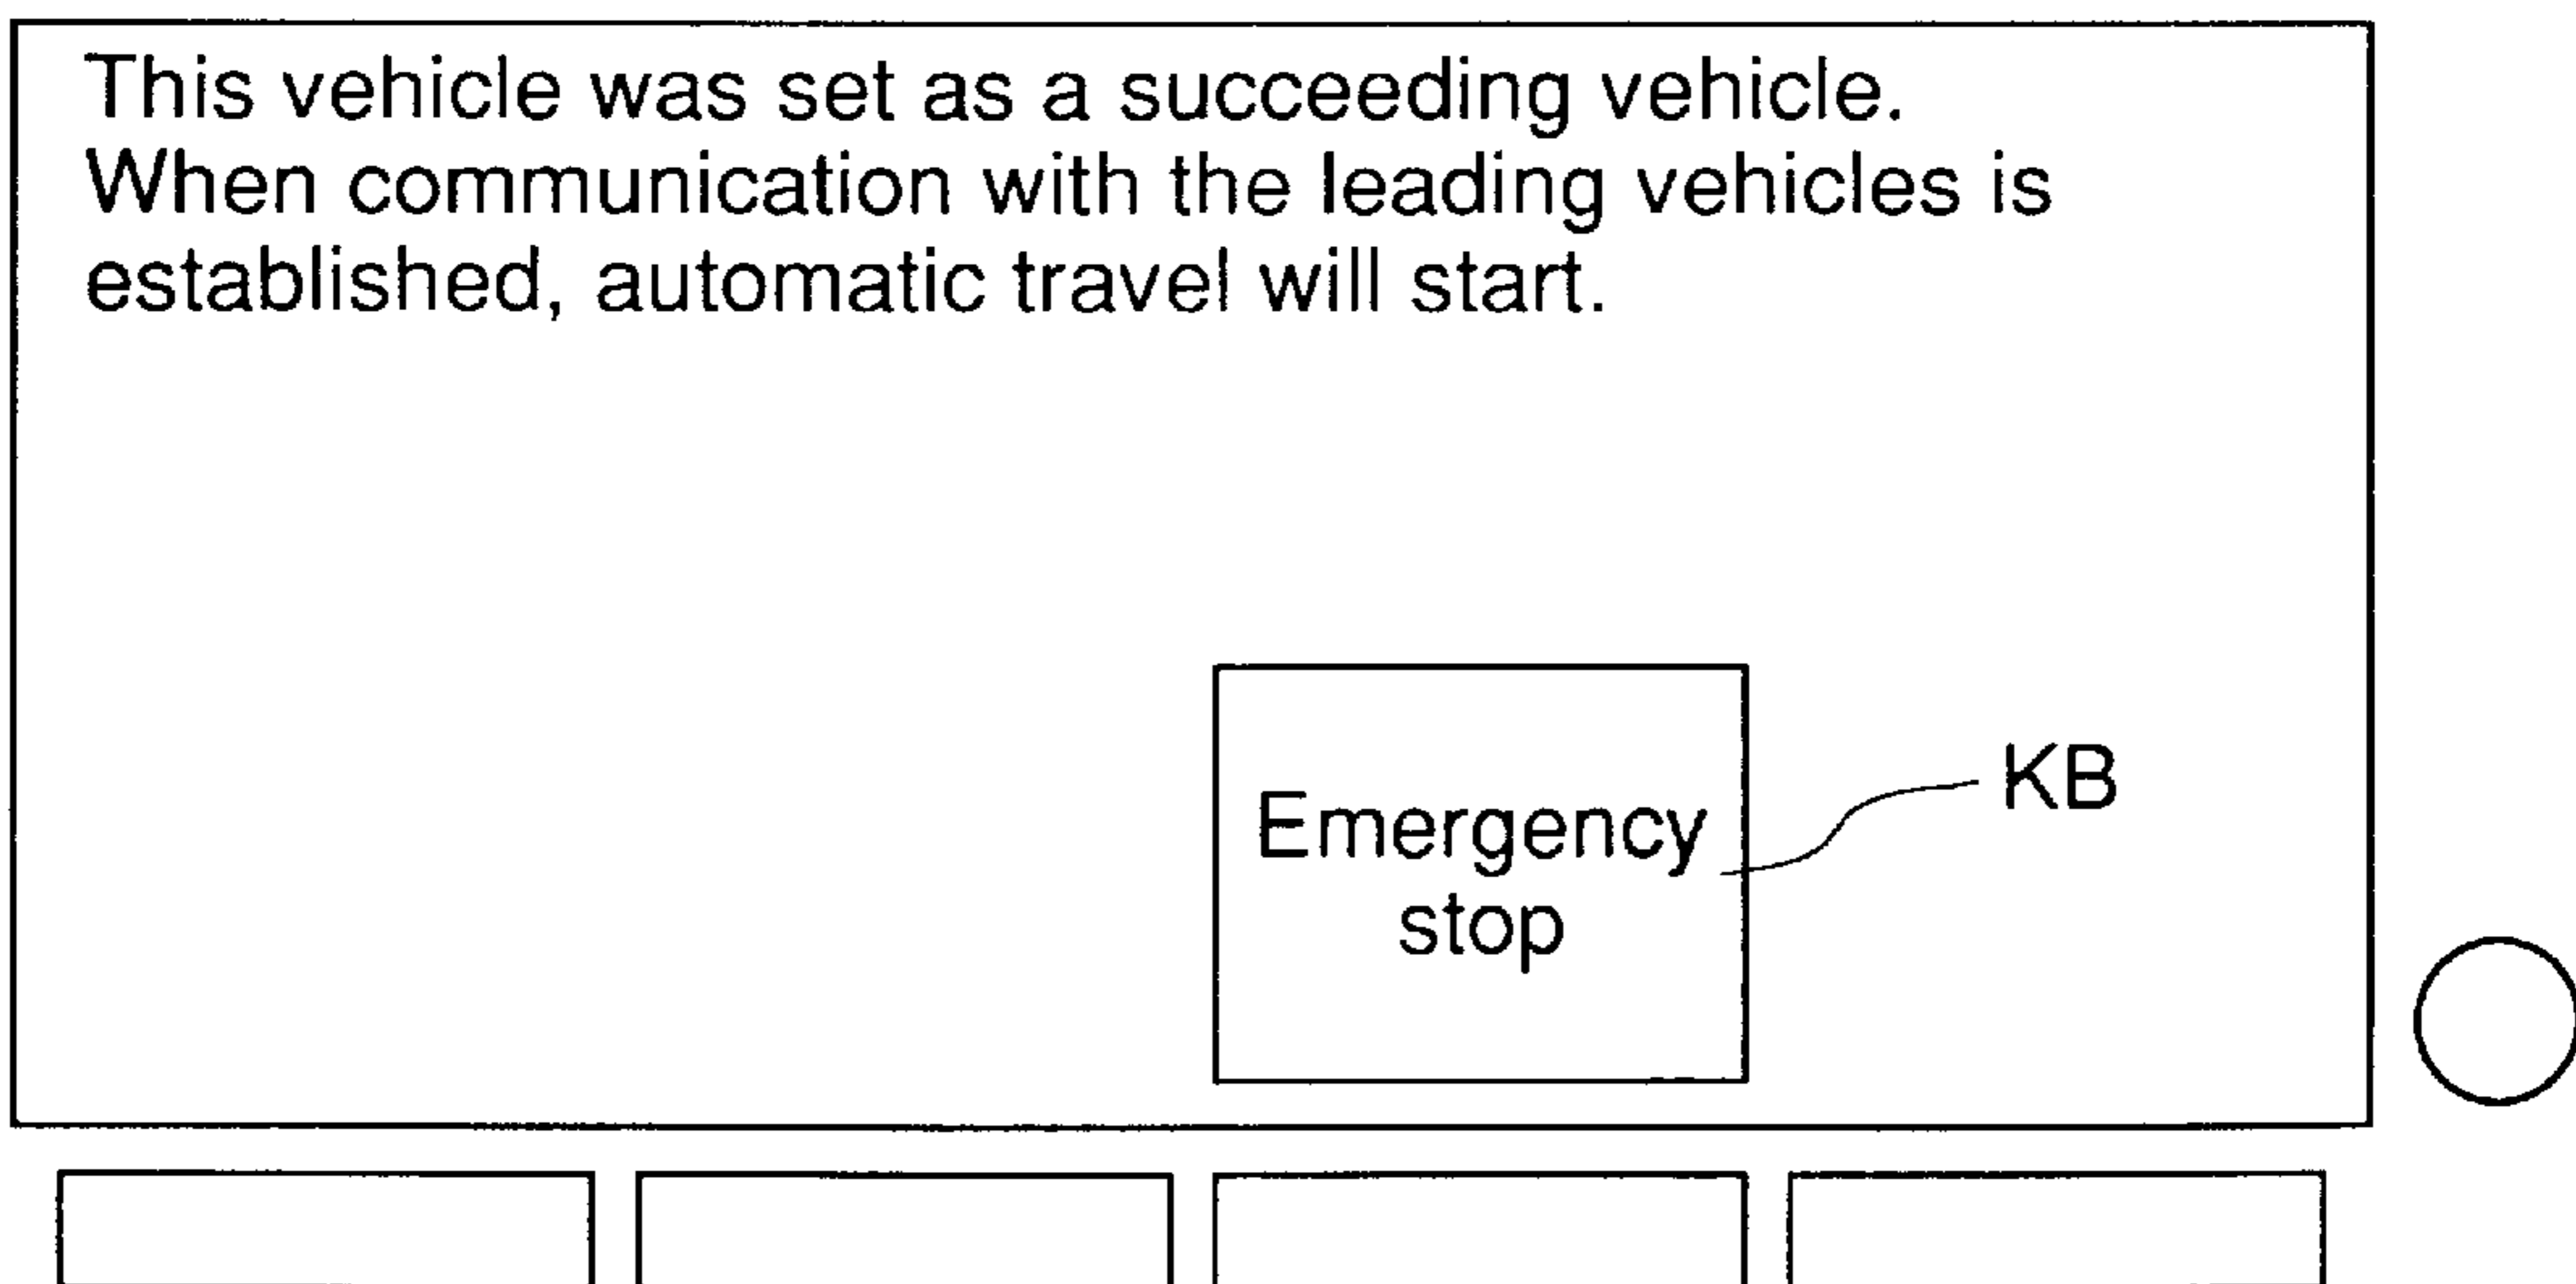 This vehicle was set as a succeeding vehicle.
When communication with the leading vehicles is
established, automatic travel will start.
Emergency
stop
KB